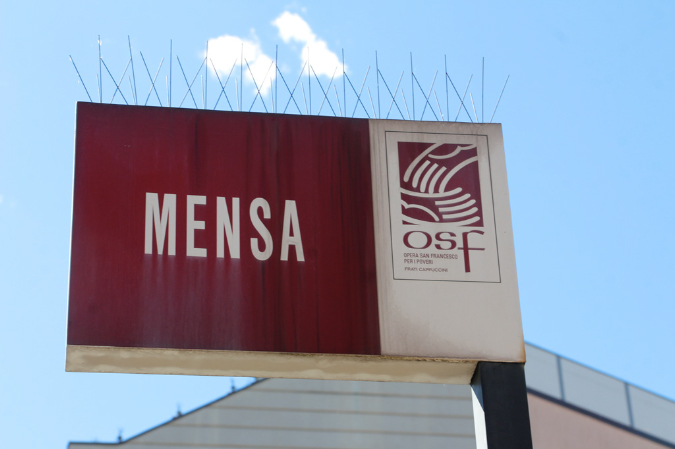 MENSA
osf
OPERA SAN FRANCESCO
PER I POVERI
FRATI CAPPUCCINI